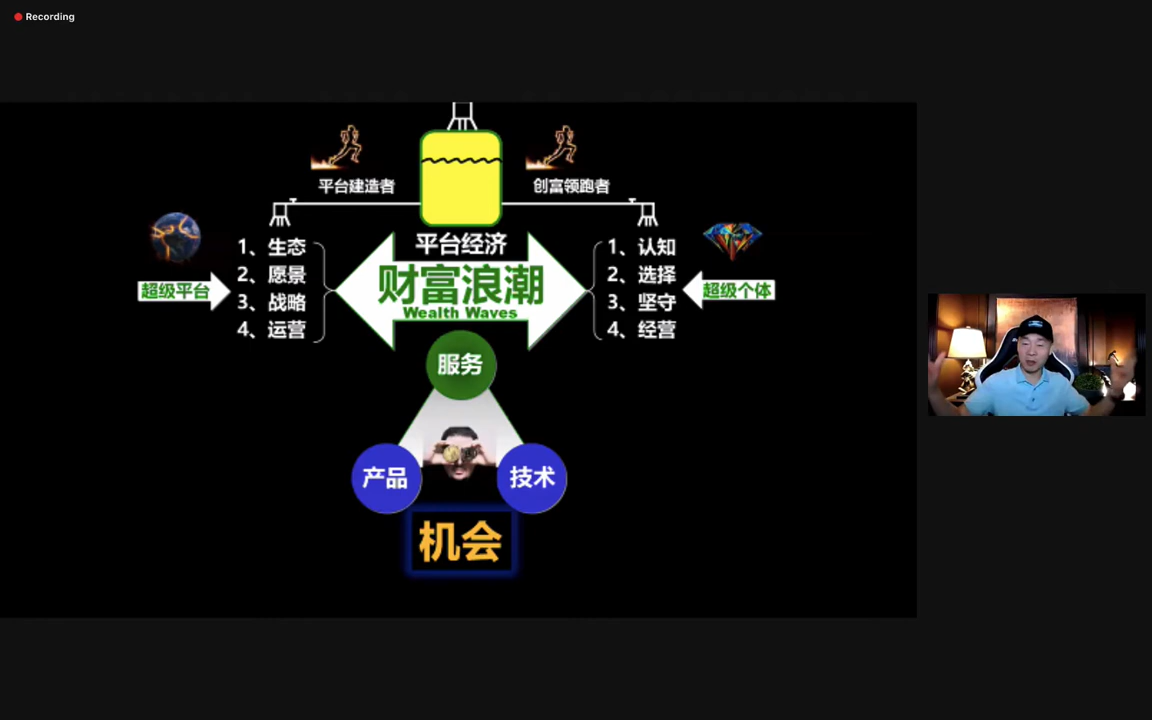 Recording
平台建造者
创富领跑者
平台经济
财富浪潮
Wealth Waves
超级平台
1、生态
2、愿景
3、战略
4、运营
1、认知
2、选择
3、坚守
4、经营
超级个体
服务
产品
技术
机会